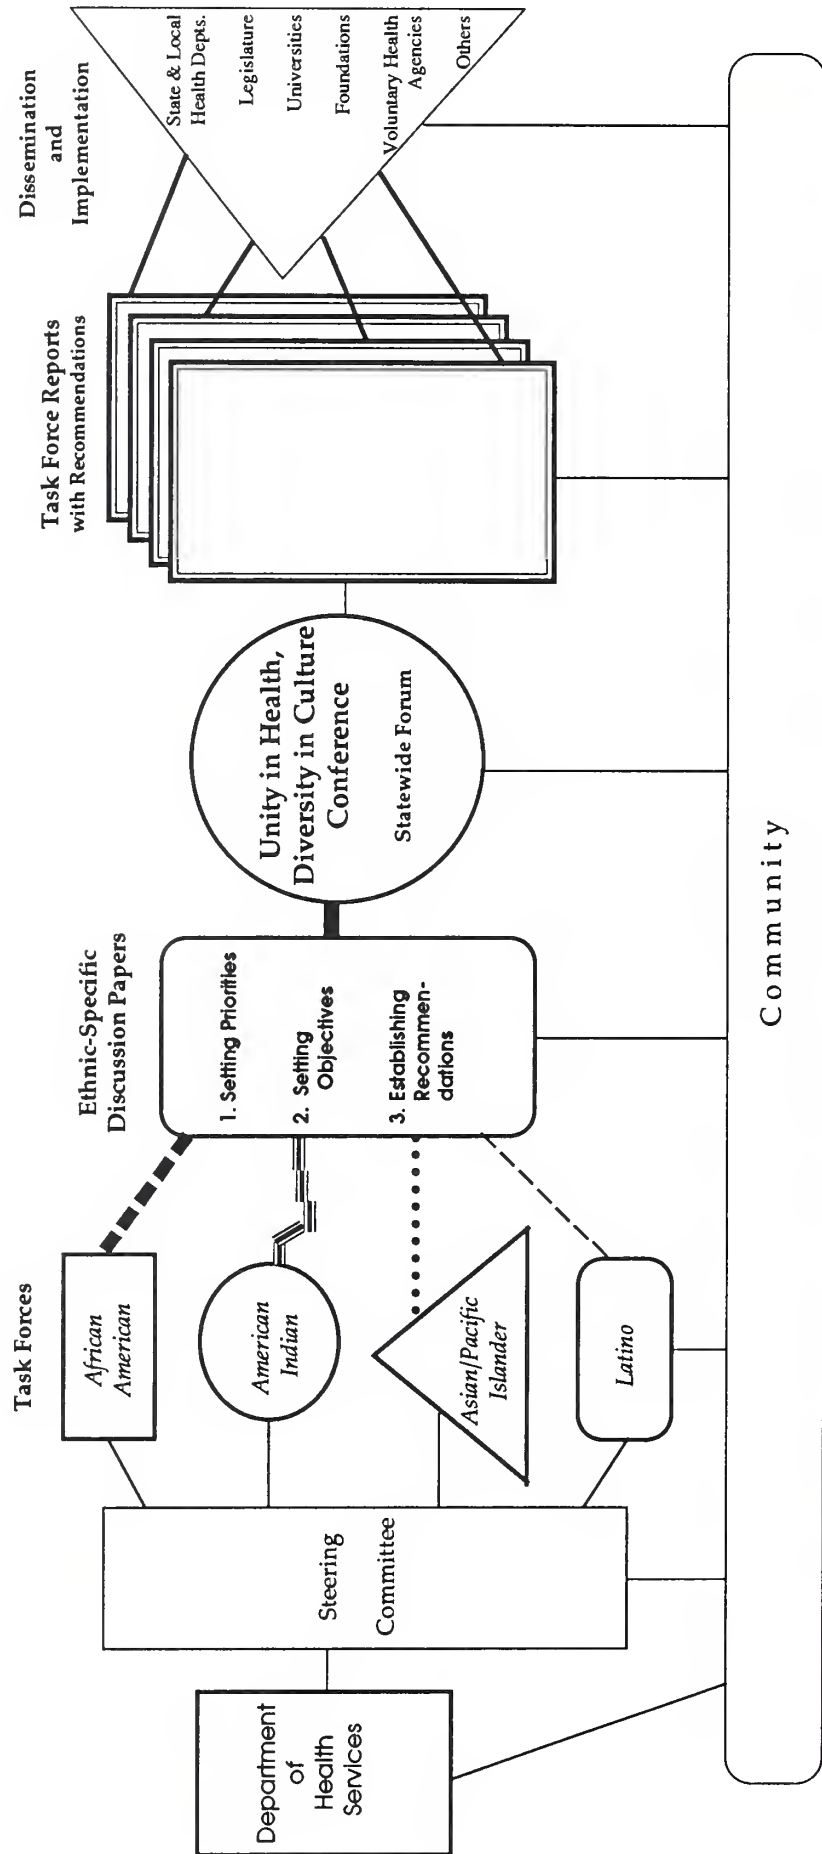 Department
of
Health
Services
Steering
Committee
Task Forces
African
American
American
Indian
Asian/Pacific
Islander
Latino
Ethnic-Specific
Discussion Papers
1. Setting Priorities
2. Setting
Objectives
3. Establishing
Recommen-
dations
Unity in Health,
Diversity in Culture
Conference
Statewide Forum
Task Force Reports
with Recommendations
Dissemination
and
Implementation
State & Local
Health Depts.
Legislature
Universities
Foundations
Voluntary Health
Agencies
Others
Community